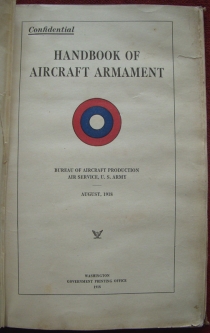 Confidential
HANDBOOK OF
AIRCRAFT ARMAMENT
BUREAU OF AIRCRAFT PRODUCTION
AIR SERVICE, U. S. ARMY
AUGUST, 1918
WASHINGTON
GOVERNMENT PRINTING OFFICE
1918